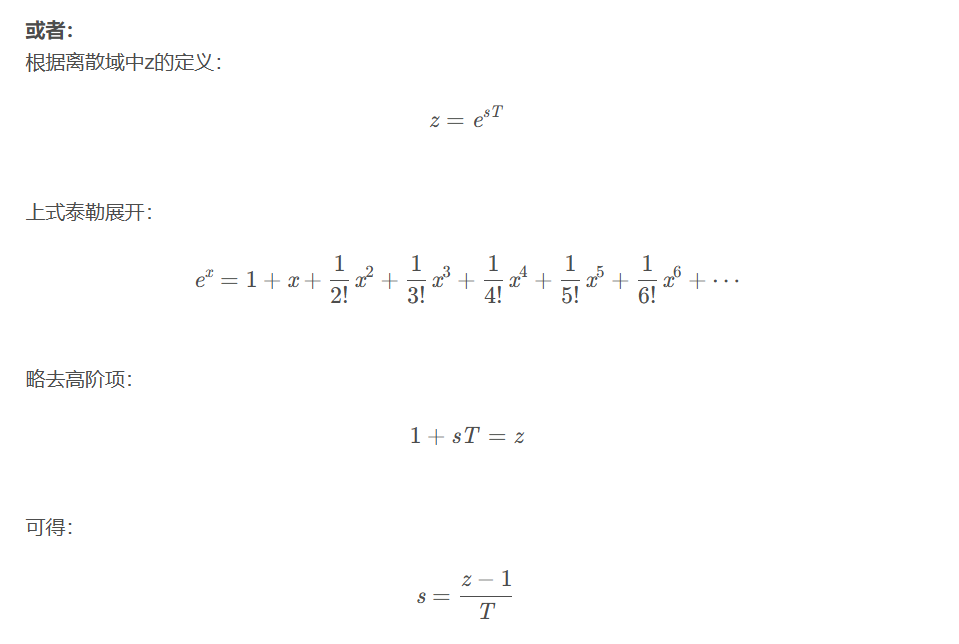 或者：
根据离散域中z的定义：
z = e^{sT}
上式泰勒展开：
e^x = 1 + x + \frac{1}{2!}x^2 + \frac{1}{3!}x^3 + \frac{1}{4!}x^4 + \frac{1}{5!}x^5 + \frac{1}{6!}x^6 + ⋯
略去高阶项：
1 + sT = z
可得：
s = \frac{z − 1}{T}